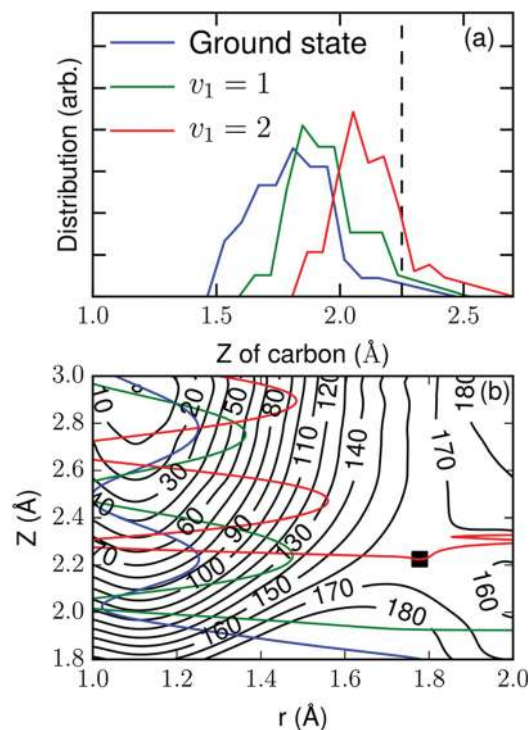 (a)
Ground state
v₁ = 1
v₁ = 2
Distribution (arb.)
1.0 1.5 2.0 2.5
Z of carbon (Å)
(b)
3.0
2.8
2.6
2.4
2.2
2.0
1.8
Z (Å)
20 50 80 120 180
110 140 170
30
60
90
130
10
100 150 170 160
160 180
1.0 1.2 1.4 1.6 1.8 2.0
r (Å)